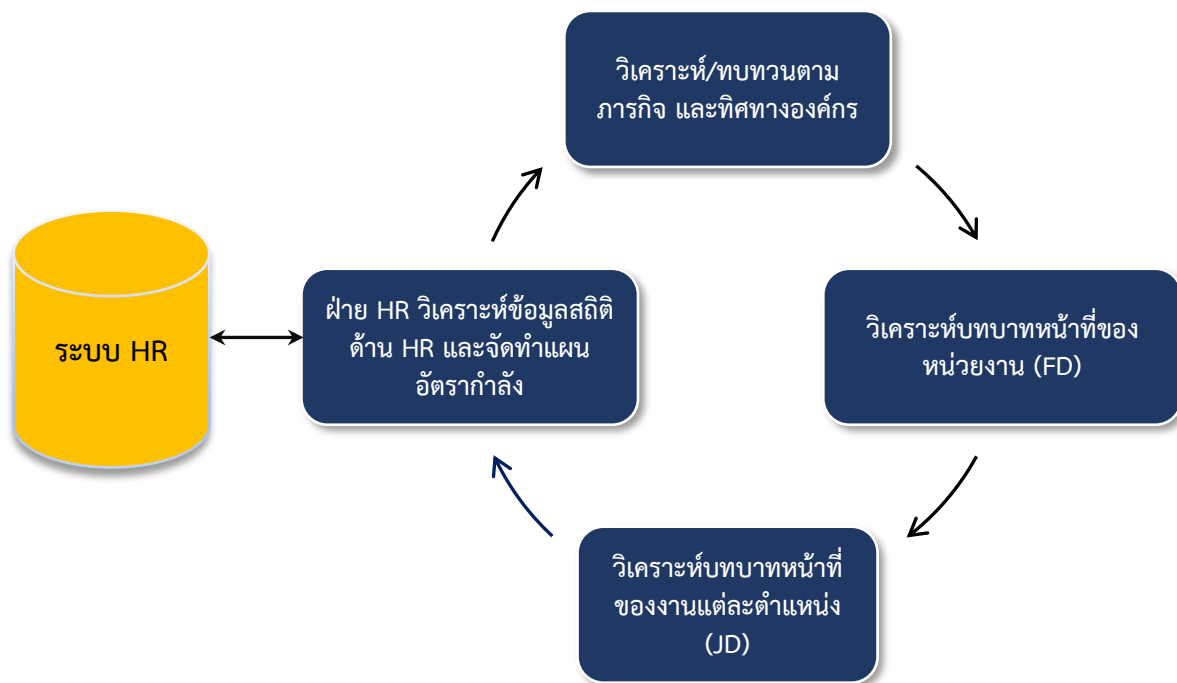 วิเคราะห์/ทบทวนตาม
ภารกิจ และทิศทางองค์กร
ระบบ HR
ฝ่าย HR วิเคราะห์ข้อมูลสถิติ
ด้าน HR และจัดทำแผน
อัตรากำลัง
วิเคราะห์บทบาทหน้าที่ของ
หน่วยงาน (FD)
วิเคราะห์บทบาทหน้าที่
ของงานแต่ละตำแหน่ง
(JD)